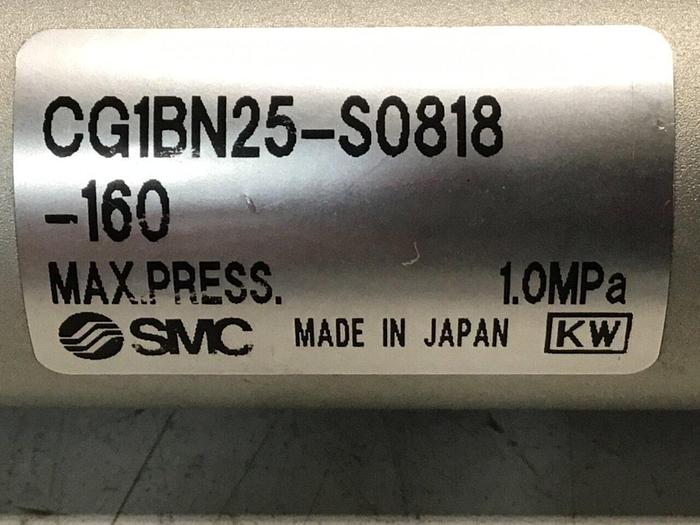 CG1BN25-S0818
-160
MAX.PRESS. 1.0MPa
SMC MADE IN JAPAN KW